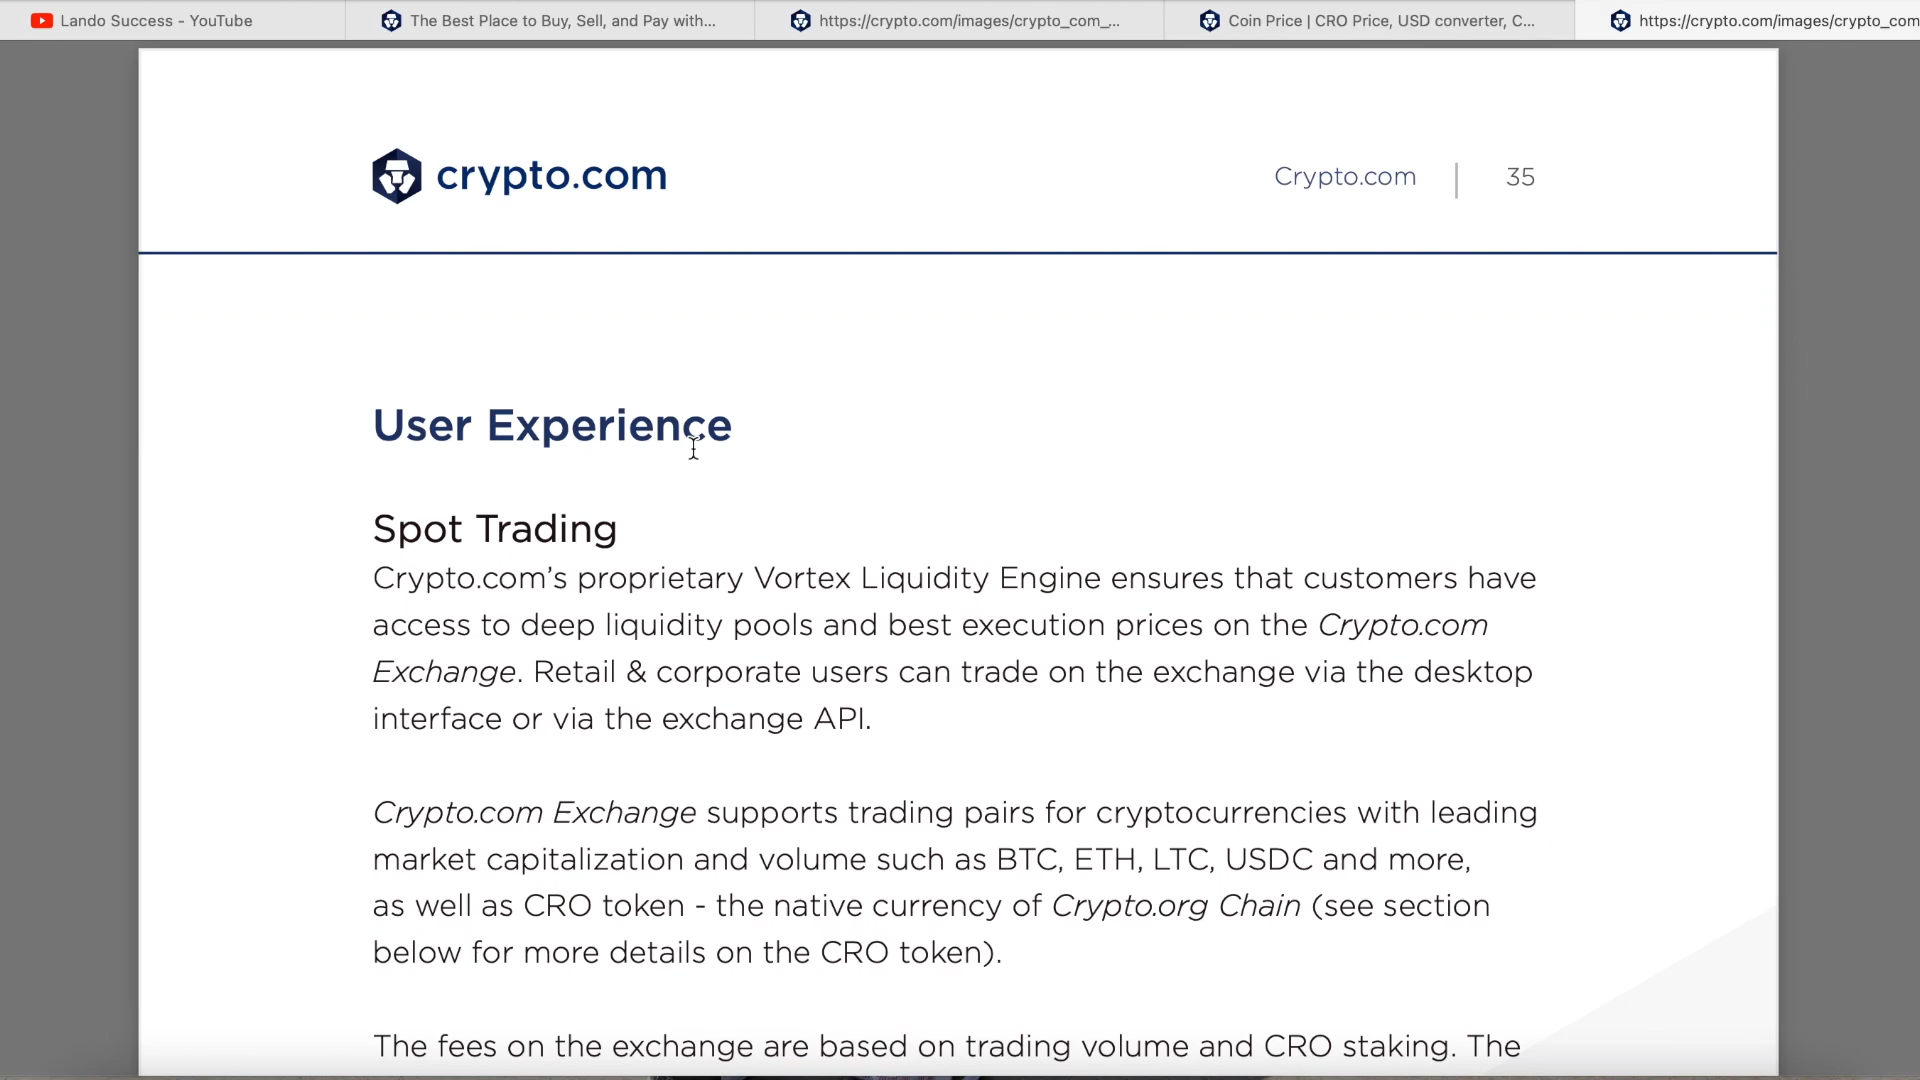 Lando Success - YouTube
The Best Place to Buy, Sell, and Pay with...
https://crypto.com/images/crypto_com_...
Coin Price | CRO Price, USD converter, C...
https://crypto.com/images/crypto_com
crypto.com
Crypto.com | 35
User Experience
Spot Trading
Crypto.com’s proprietary Vortex Liquidity Engine ensures that customers have
access to deep liquidity pools and best execution prices on the Crypto.com
Exchange. Retail & corporate users can trade on the exchange via the desktop
interface or via the exchange API.
Crypto.com Exchange supports trading pairs for cryptocurrencies with leading
market capitalization and volume such as BTC, ETH, LTC, USDC and more,
as well as CRO token - the native currency of Crypto.org Chain (see section
below for more details on the CRO token).
The fees on the exchange are based on trading volume and CRO staking. The